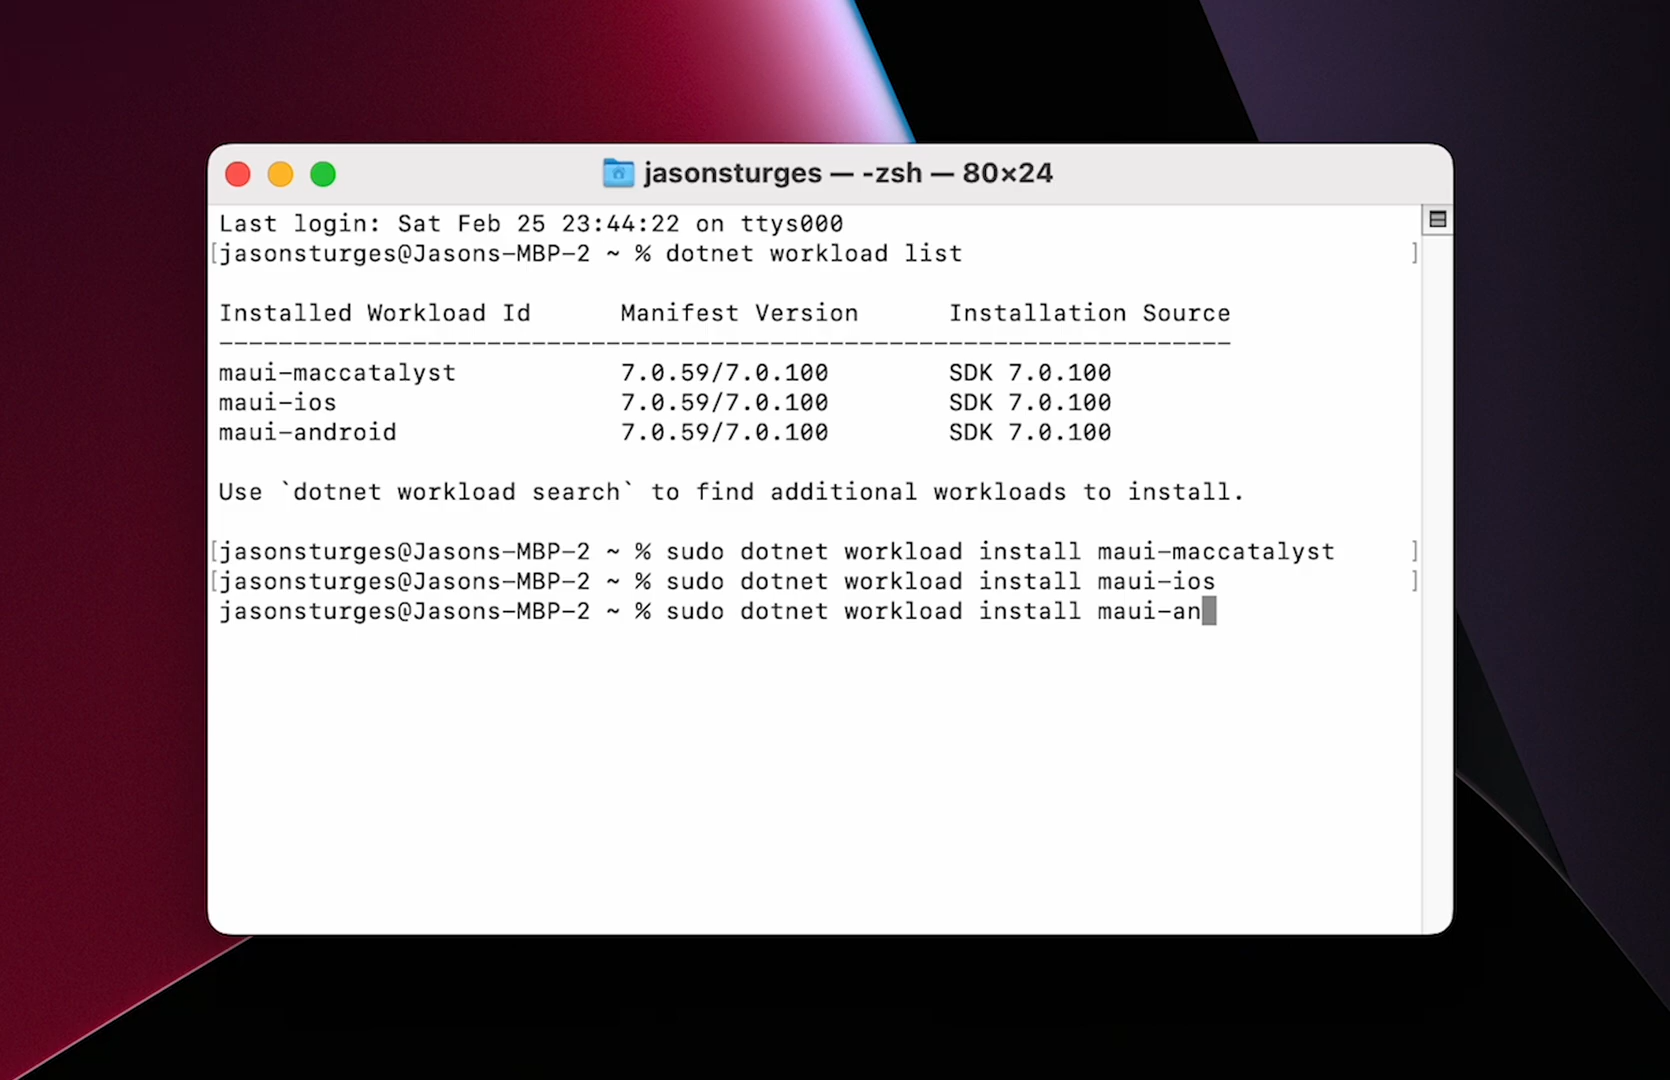 jasonsturges — -zsh — 80×24
Last login: Sat Feb 25 23:44:22 on ttys000
[jasonsturges@Jasons-MBP-2 ~ % dotnet workload list ]
Installed Workload Id Manifest Version Installation Source
--------------------------------------------------------------------
maui-maccatalyst 7.0.59/7.0.100 SDK 7.0.100
maui-ios 7.0.59/7.0.100 SDK 7.0.100
maui-android 7.0.59/7.0.100 SDK 7.0.100
Use `dotnet workload search` to find additional workloads to install.
[jasonsturges@Jasons-MBP-2 ~ % sudo dotnet workload install maui-maccatalyst ]
[jasonsturges@Jasons-MBP-2 ~ % sudo dotnet workload install maui-ios ]
jasonsturges@Jasons-MBP-2 ~ % sudo dotnet workload install maui-an